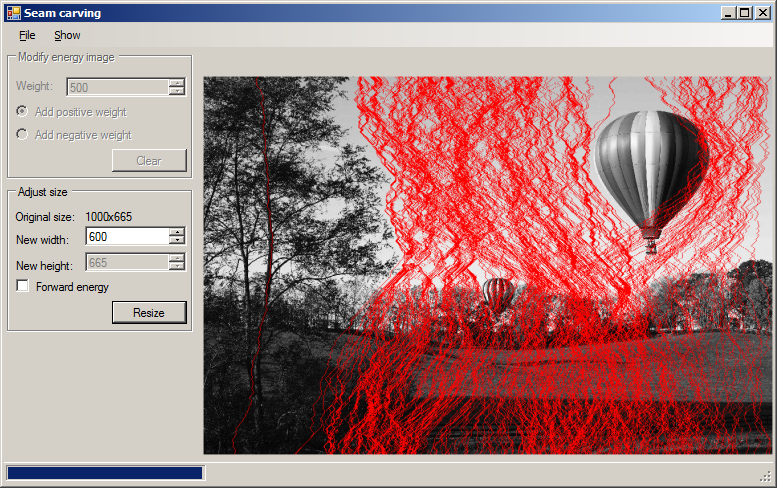 Seam carving
File Show
Modify energy image
Weight: 500
Add positive weight
Add negative weight
Clear
Adjust size
Original size: 1000x665
New width: 600
New height: 665
Forward energy
Resize